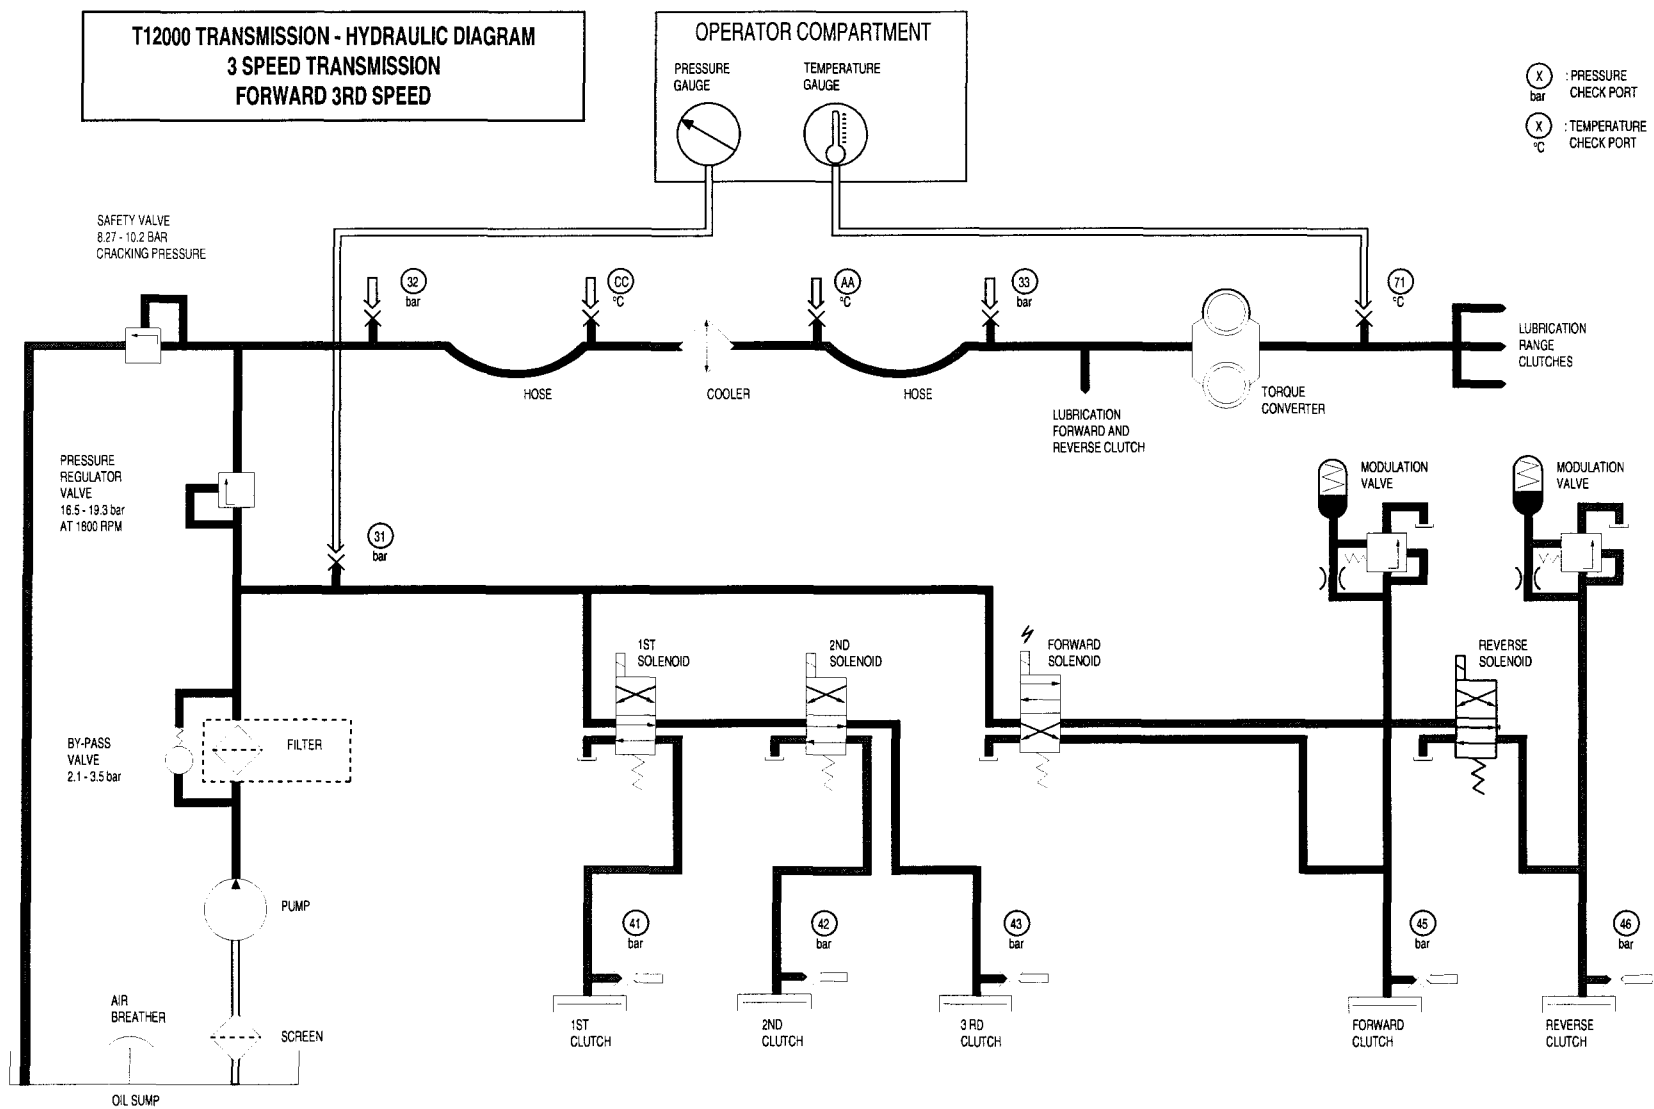 T12000 TRANSMISSION - HYDRAULIC DIAGRAM
3 SPEED TRANSMISSION
FORWARD 3RD SPEED
OPERATOR COMPARTMENT
PRESSURE
GAUGE
TEMPERATURE
GAUGE
X
bar
: PRESSURE
CHECK PORT
X
°C
: TEMPERATURE
CHECK PORT
SAFETY VALVE
8.27 - 10.2 BAR
CRACKING PRESSURE
32
bar
CC
°C
AA
°C
33
bar
71
°C
HOSE
COOLER
HOSE
LUBRICATION
FORWARD AND
REVERSE CLUTCH
TORQUE
CONVERTER
LUBRICATION
RANGE
CLUTCHES
PRESSURE
REGULATOR
VALVE
16.5 - 19.3 bar
AT 1800 RPM
31
bar
MODULATION
VALVE
MODULATION
VALVE
1ST
SOLENOID
2ND
SOLENOID
FORWARD
SOLENOID
REVERSE
SOLENOID
BY-PASS
VALVE
2.1 - 3.5 bar
FILTER
PUMP
41
bar
42
bar
43
bar
45
bar
46
bar
AIR
BREATHER
SCREEN
OIL SUMP
1ST
CLUTCH
2ND
CLUTCH
3 RD
CLUTCH
FORWARD
CLUTCH
REVERSE
CLUTCH